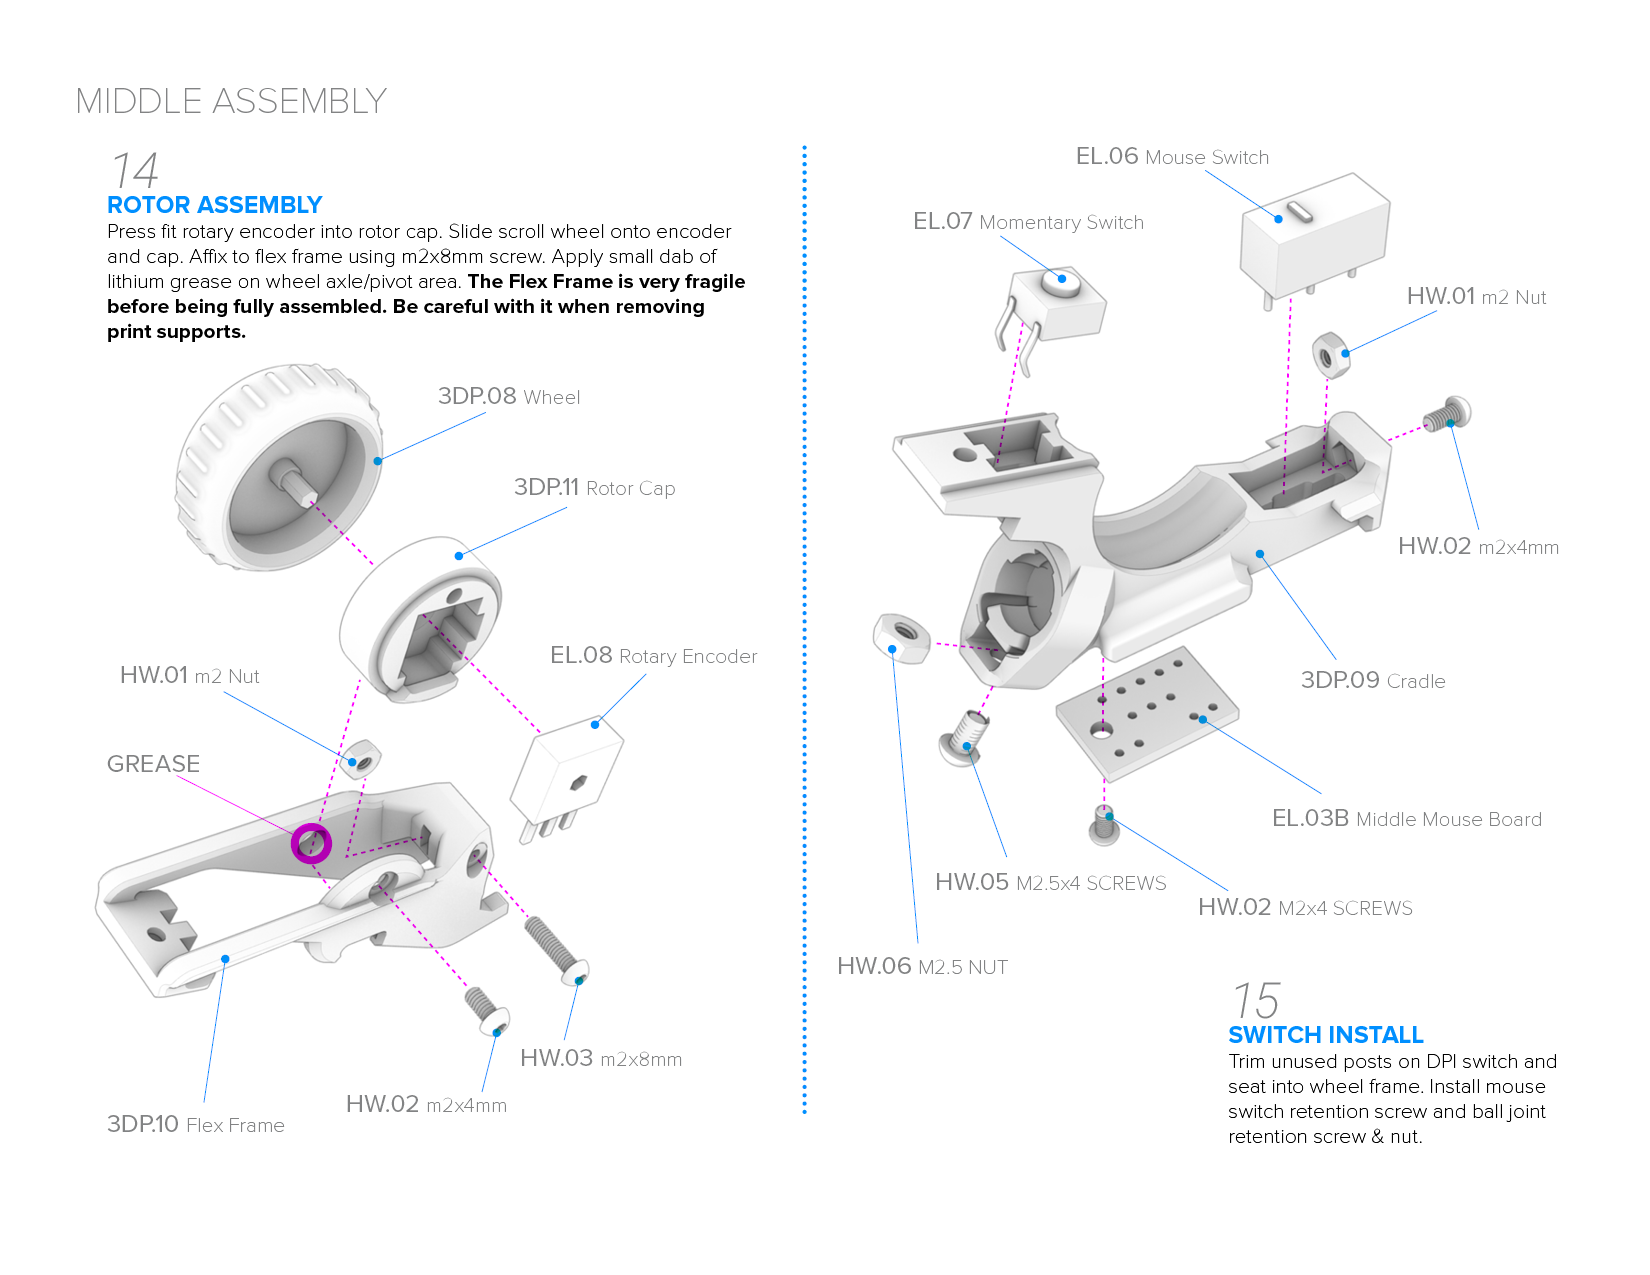 MIDDLE ASSEMBLY
14
ROTOR ASSEMBLY
Press fit rotary encoder into rotor cap. Slide scroll wheel onto encoder
and cap. Affix to flex frame using m2x8mm screw. Apply small dab of
lithium grease on wheel axle/pivot area. The Flex Frame is very fragile
before being fully assembled. Be careful with it when removing
print supports.
3DP.08 Wheel
3DP.11 Rotor Cap
EL.08 Rotary Encoder
HW.01 m2 Nut
GREASE
HW.03 m2x8mm
HW.02 m2x4mm
3DP.10 Flex Frame
EL.06 Mouse Switch
EL.07 Momentary Switch
HW.01 m2 Nut
HW.02 m2x4mm
3DP.09 Cradle
EL.03B Middle Mouse Board
HW.05 M2.5x4 SCREWS
HW.02 M2x4 SCREWS
HW.06 M2.5 NUT
15
SWITCH INSTALL
Trim unused posts on DPI switch and
seat into wheel frame. Install mouse
switch retention screw and ball joint
retention screw & nut.